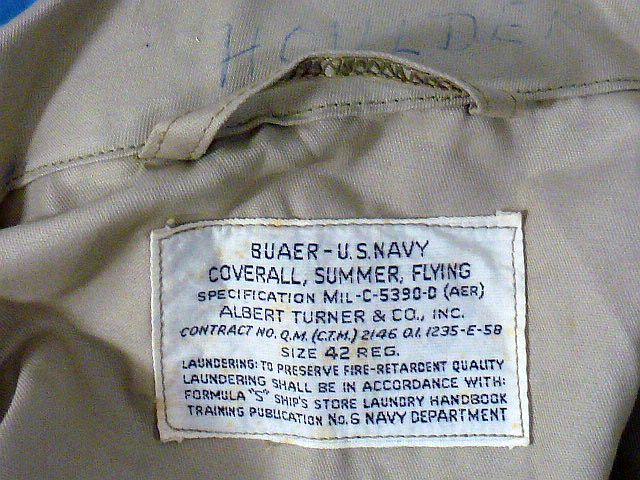 HOULDER
BUAER - U.S. NAVY
COVERALL, SUMMER, FLYING
SPECIFICATION MIL-C-5390-D (AER)
ALBERT TURNER & CO., INC.
CONTRACT NO. Q.M. (C.T.M.) 2146 O.I. 1235-E-58
SIZE 42 REG.
LAUNDERING: TO PRESERVE FIRE-RETARDENT QUALITY
LAUNDERING SHALL BE IN ACCORDANCE WITH:
FORMULA "S" SHIP'S STORE LAUNDRY HANDBOOK
TRAINING PUBLICATION NO. 6 NAVY DEPARTMENT